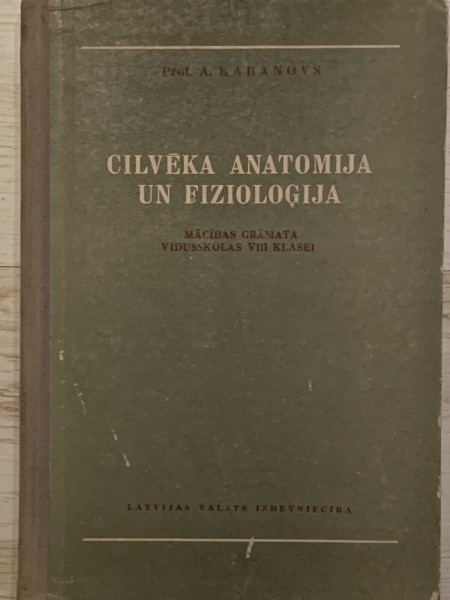 Prof. A. KABANOVS
CILVĒKA ANATOMIJA
UN FIZIOLOĢIJA
MĀCĪBAS GRĀMATA
VIDUSSKOLAS VIII KLASEI
LATVIJAS VALSTS IZDEVNIECĪBA